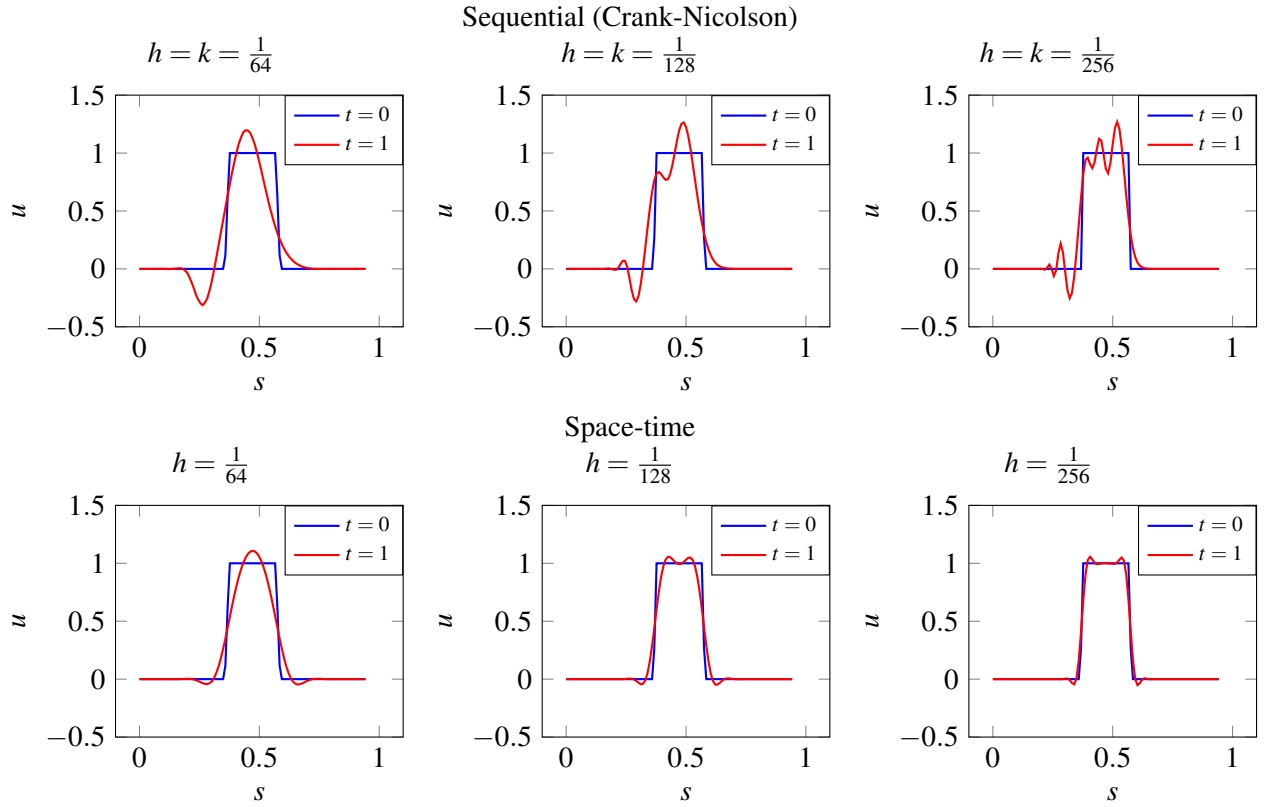 Sequential (Crank-Nicolson)
h = k = 1/64
h = k = 1/128
h = k = 1/256
1.5
1
0.5
0
−0.5
u
0
0.5
1
s
t = 0
t = 1
1.5
1
0.5
0
−0.5
u
0
0.5
1
s
t = 0
t = 1
1.5
1
0.5
0
−0.5
u
0
0.5
1
s
t = 0
t = 1
Space-time
h = 1/64
h = 1/128
h = 1/256
1.5
1
0.5
0
−0.5
u
0
0.5
1
s
t = 0
t = 1
1.5
1
0.5
0
−0.5
u
0
0.5
1
s
t = 0
t = 1
1.5
1
0.5
0
−0.5
u
0
0.5
1
s
t = 0
t = 1